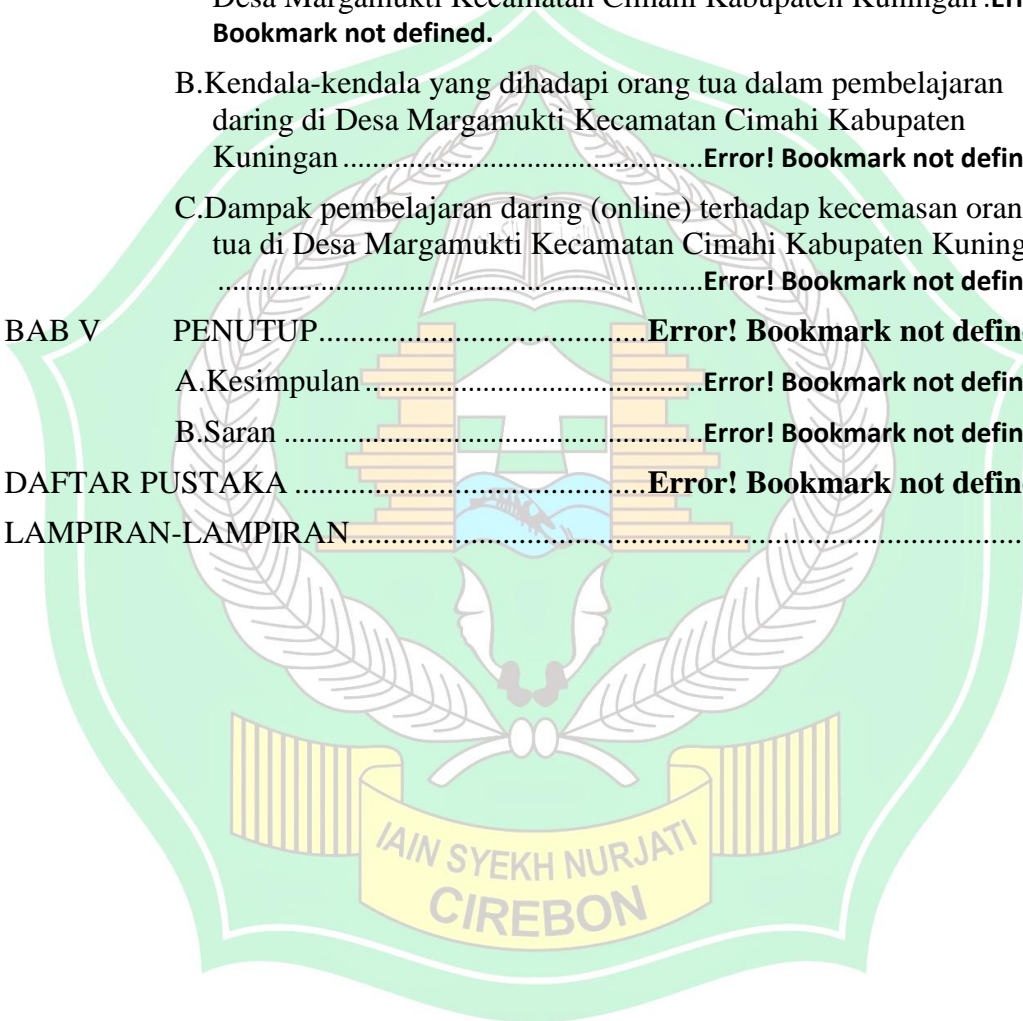 Desa Margamukti Kecamatan Cimahi Kabupaten Kuningan .Err
Bookmark not defined.
B.Kendala-kendala yang dihadapi orang tua dalam pembelajaran
daring di Desa Margamukti Kecamatan Cimahi Kabupaten
Kuningan ................................................Error! Bookmark not defin
C.Dampak pembelajaran daring (online) terhadap kecemasan oran
tua di Desa Margamukti Kecamatan Cimahi Kabupaten Kuning
................................................................Error! Bookmark not defin
BAB V PENUTUP.........................................Error! Bookmark not defin
A.Kesimpulan .............................................Error! Bookmark not defin
B.Saran ........................................................Error! Bookmark not defin
DAFTAR PUSTAKA ............................................Error! Bookmark not defin
LAMPIRAN-LAMPIRAN....................................................................................
IAIN SYEKH NURJATI
CIREBON